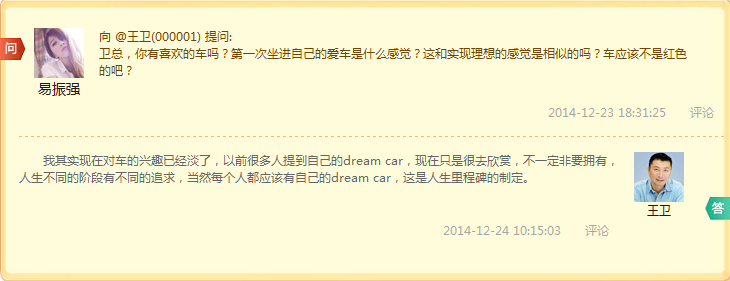 问
向 @王卫(000001) 提问:
卫总，你有喜欢的车吗？第一次坐进自己的爱车是什么感觉？这和实现理想的感觉是相似的吗？车应该不是红色
的吧？
易振强
2014-12-23 18:31:25 评论
我其实现在对车的兴趣已经淡了，以前很多人提到自己的dream car，现在只是很去欣赏，不一定非要拥有，
人生不同的阶段有不同的追求，当然每个人都应该有自己的dream car，这是人生里程碑的制定。
王卫
答
2014-12-24 10:15:03 评论